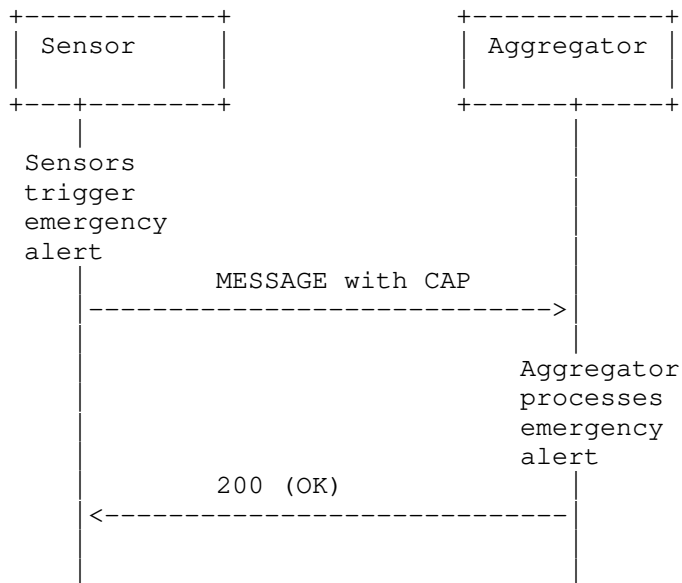 Sensor
Aggregator
Sensors
trigger
emergency
alert
MESSAGE with CAP
Aggregator
processes
emergency
alert
200 (OK)